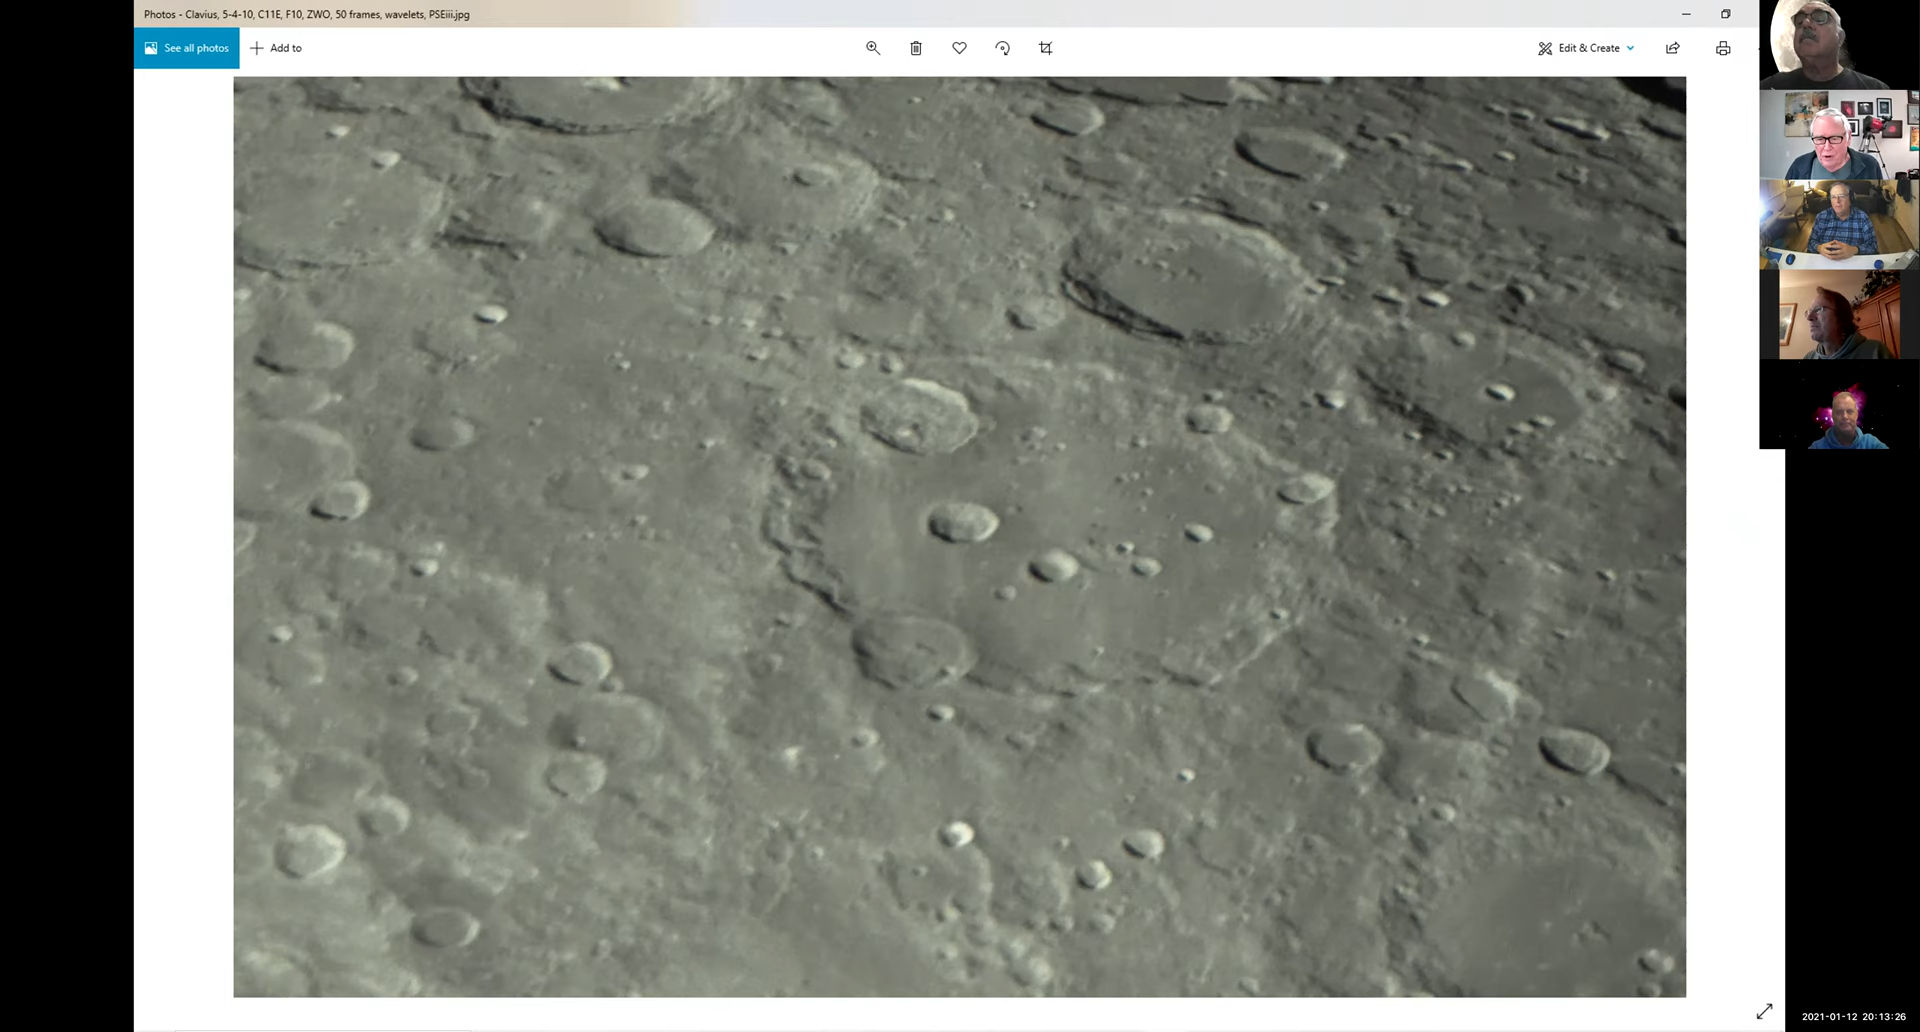 Photos - Clavius, 5-4-10, C11E, F10, ZWO, 50 frames, wavelets, PSEiii.jpg
See all photos
Add to
Edit & Create
2021-01-12 20:13:26